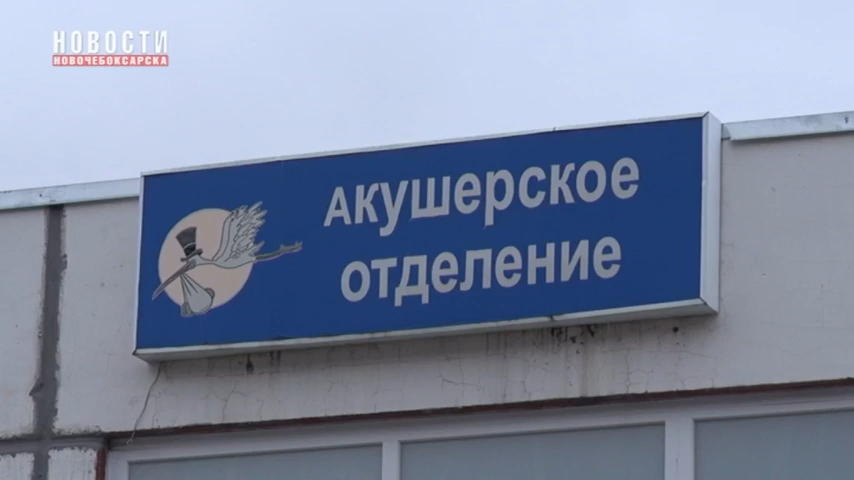 НОВОСТИ
НОВОЧЕБОКСАРСКА
АКУШЕРСКОЕ
ОТДЕЛЕНИЕ